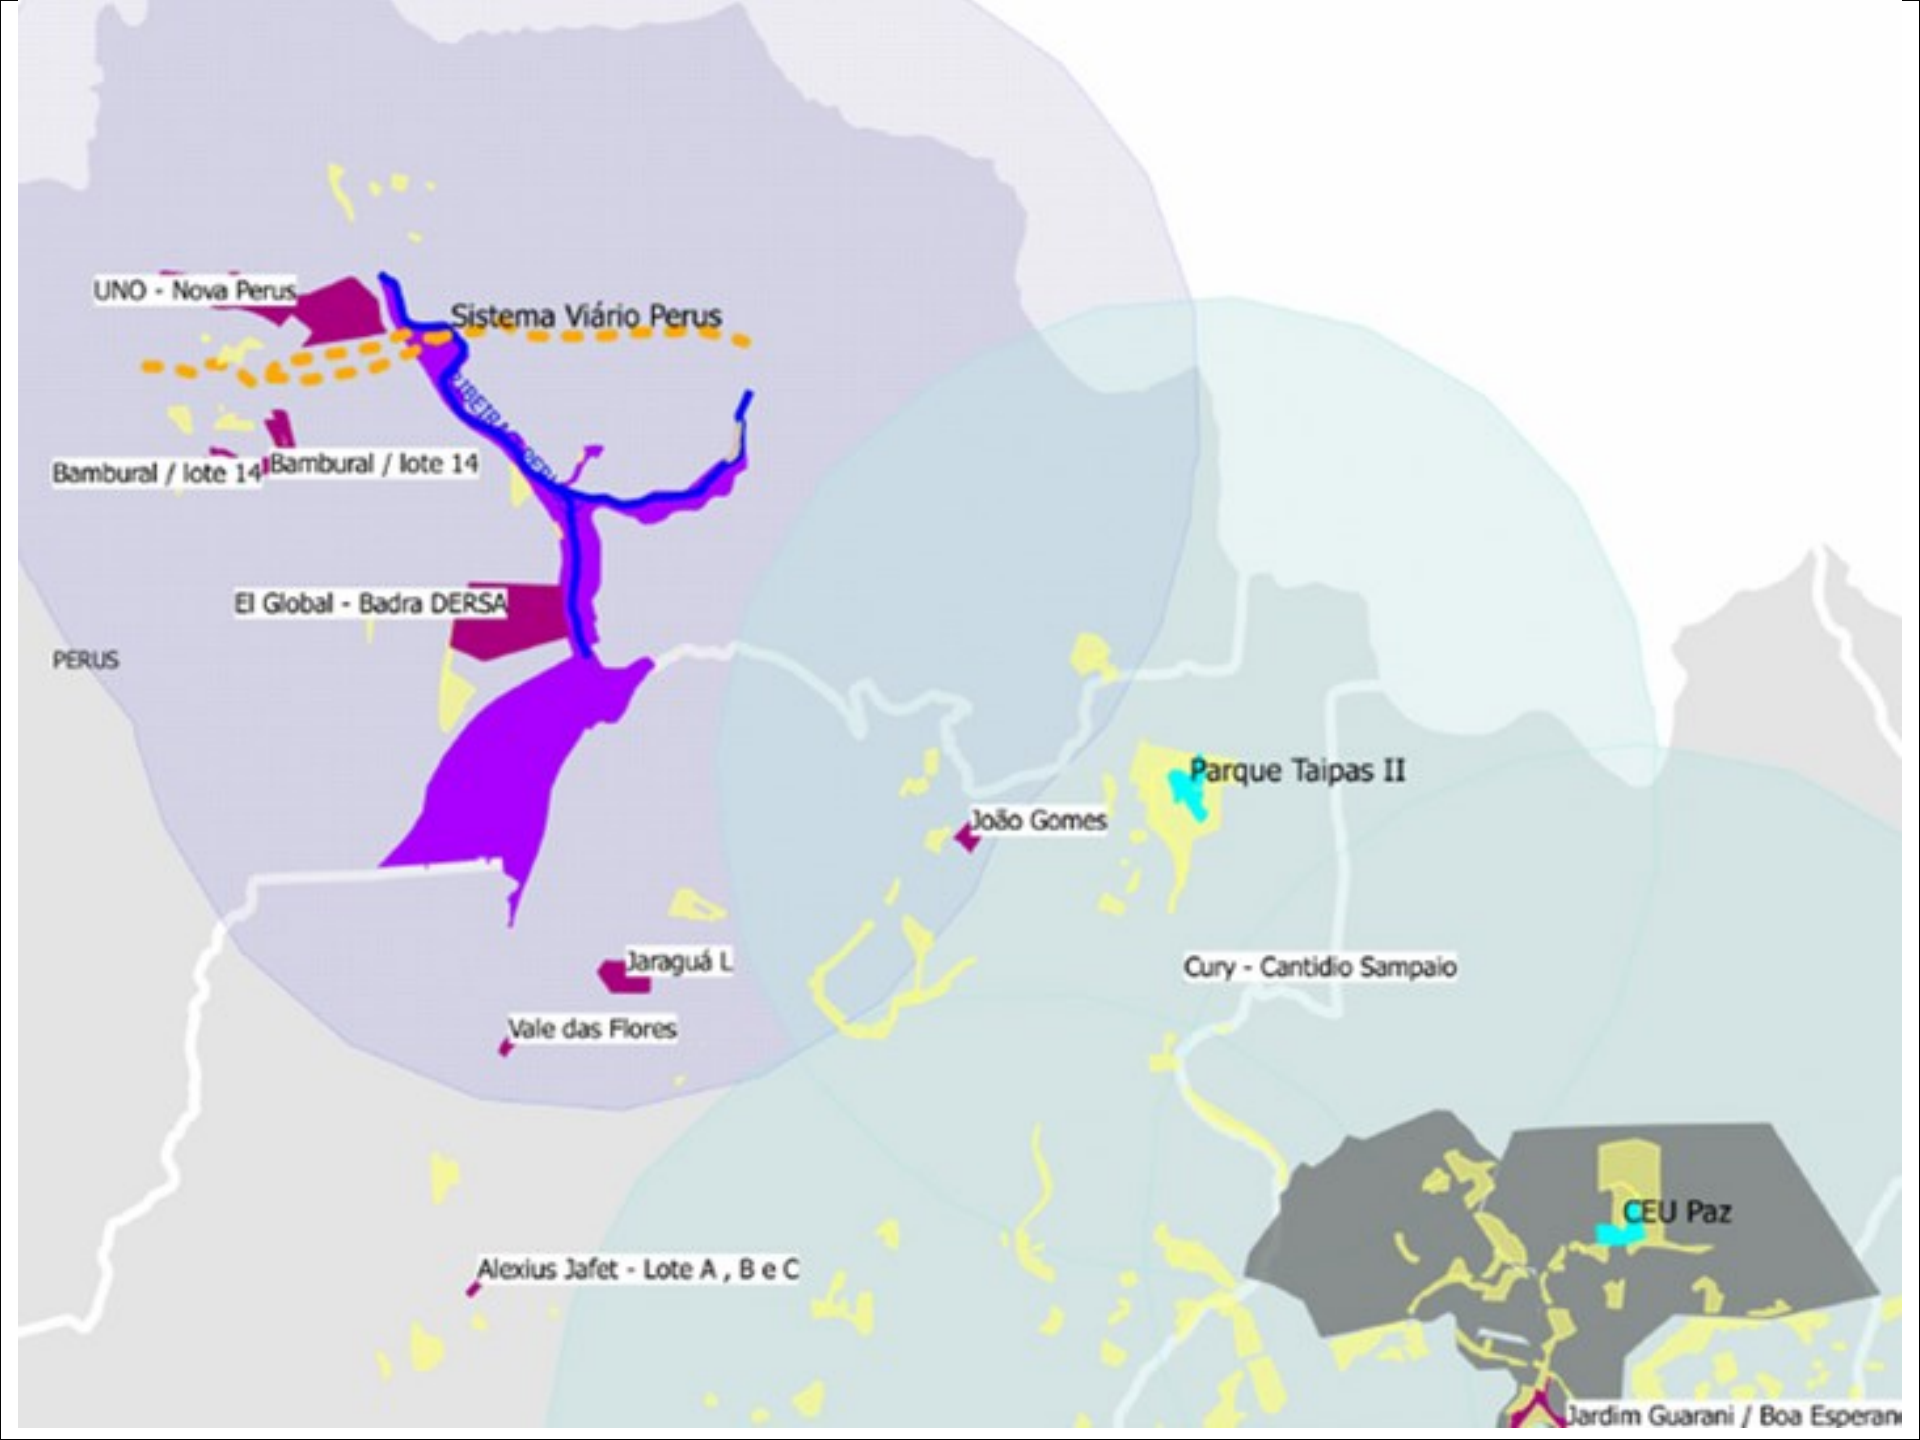 UNO - Nova Perus
Sistema Viário Perus
Bambural / lote 14
Bambural / lote 14
El Global - Badra DERSA
PERUS
Parque Taipas II
João Gomes
Jaraguá L
Cury - Cantidio Sampaio
Vale das Flores
CEU Paz
Alexius Jafet - Lote A , B e C
Jardim Guarani / Boa Esperan